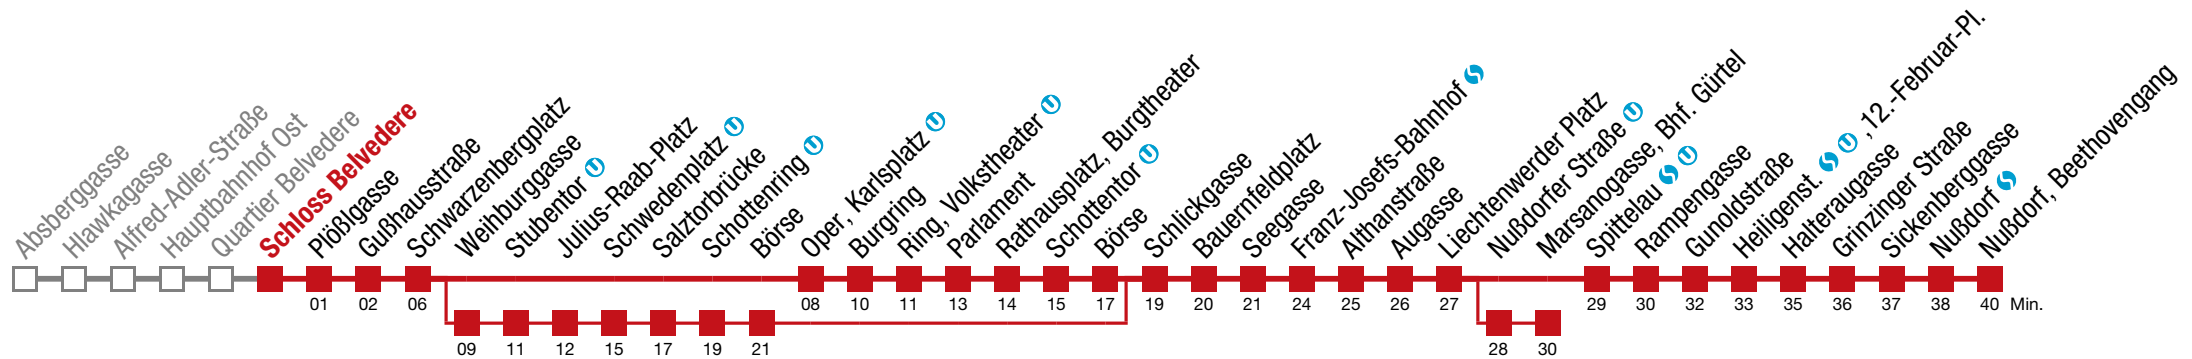 Absberggasse
Hlawkagasse
Alfred-Adler-Straße
Hauptbahnhof Ost
Quartier Belvedere
Schloss Belvedere
Plößlgasse
Gußhausstraße
Schwarzenbergplatz
Weihburggasse
Stubentor U
Julius-Raab-Platz
Schwedenplatz U
Salztorbrücke
Schottenring U
Börse
Oper, Karlsplatz U
Burgring
Ring, Volkstheater U
Parlament
Rathausplatz, Burgtheater
Schottentor U
Börse
Schlickgasse
Bauernfeldplatz
Seegasse
Franz-Josefs-Bahnhof S
Althanstraße
Augasse
Liechtenwerder Platz
Nußdorfer Straße U
Marsanogasse, Bhf. Gürtel
Spittelau S U
Rampengasse
Gunoldstraße
Heiligenst. S U ,12.-Februar-Pl.
Halteraugasse
Grinzinger Straße
Sickenberggasse
Nußdorf S
Nußdorf, Beethovengang
01 02 06 08 10 11 13 14 15 17 19 20 21 24 25 26 27 29 30 32 33 35 36 37 38 40 Min.
09 11 12 15 17 19 21 28 30